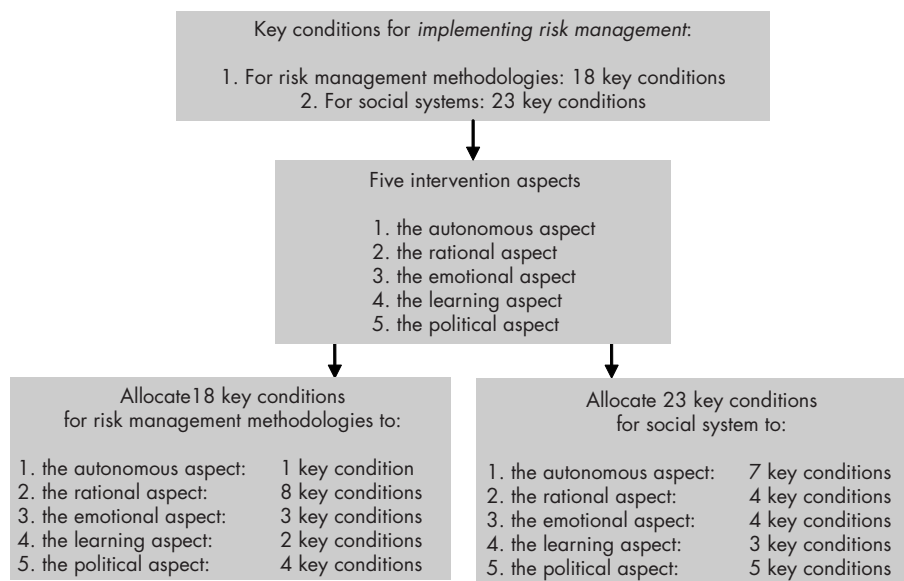 Key conditions for implementing risk management:
1. For risk management methodologies: 18 key conditions
2. For social systems: 23 key conditions
Five intervention aspects
1. the autonomous aspect
2. the rational aspect
3. the emotional aspect
4. the learning aspect
5. the political aspect
Allocate18 key conditions
for risk management methodologies to:
1. the autonomous aspect: 1 key condition
2. the rational aspect: 8 key conditions
3. the emotional aspect: 3 key conditions
4. the learning aspect: 2 key conditions
5. the political aspect: 4 key conditions
Allocate 23 key conditions
for social system to:
1. the autonomous aspect: 7 key conditions
2. the rational aspect: 4 key conditions
3. the emotional aspect: 4 key conditions
4. the learning aspect: 3 key conditions
5. the political aspect: 5 key conditions